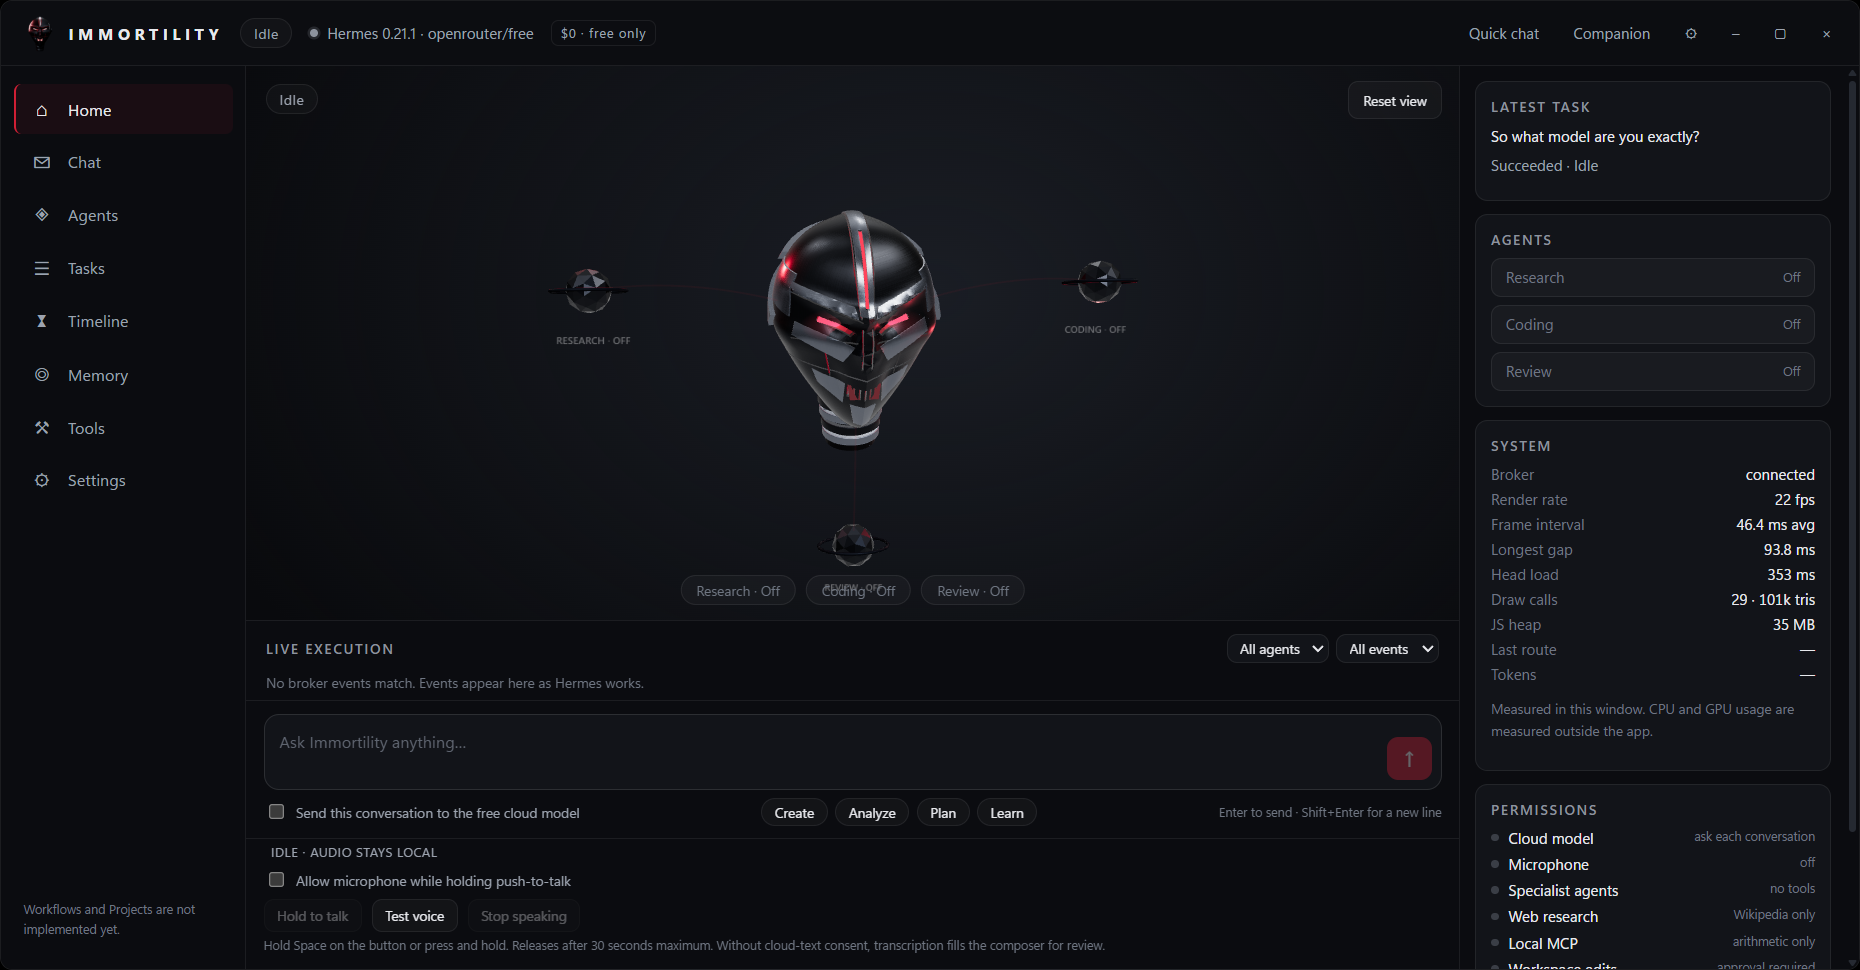 IMMORTILITY
Idle
Hermes 0.21.1 · openrouter/free
$0 · free only
Quick chat
Companion
Home
Chat
Agents
Tasks
Timeline
Memory
Tools
Settings
Workflows and Projects are not
implemented yet.
Idle
Reset view
RESEARCH · OFF
CODING · OFF
REVIEW · OFF
Research · Off
Coding · Off
Review · Off
LIVE EXECUTION
All agents
All events
No broker events match. Events appear here as Hermes works.
Ask Immortility anything...
Send this conversation to the free cloud model
Create
Analyze
Plan
Learn
Enter to send · Shift+Enter for a new line
IDLE · AUDIO STAYS LOCAL
Allow microphone while holding push-to-talk
Hold to talk
Test voice
Stop speaking
Hold Space on the button or press and hold. Releases after 30 seconds maximum. Without cloud-text consent, transcription fills the composer for review.
LATEST TASK
So what model are you exactly?
Succeeded · Idle
AGENTS
Research Off
Coding Off
Review Off
SYSTEM
Broker connected
Render rate 22 fps
Frame interval 46.4 ms avg
Longest gap 93.8 ms
Head load 353 ms
Draw calls 29 · 101k tris
JS heap 35 MB
Last route —
Tokens —
Measured in this window. CPU and GPU usage are
measured outside the app.
PERMISSIONS
Cloud model ask each conversation
Microphone off
Specialist agents no tools
Web research Wikipedia only
Local MCP arithmetic only
Workspace edits approval required